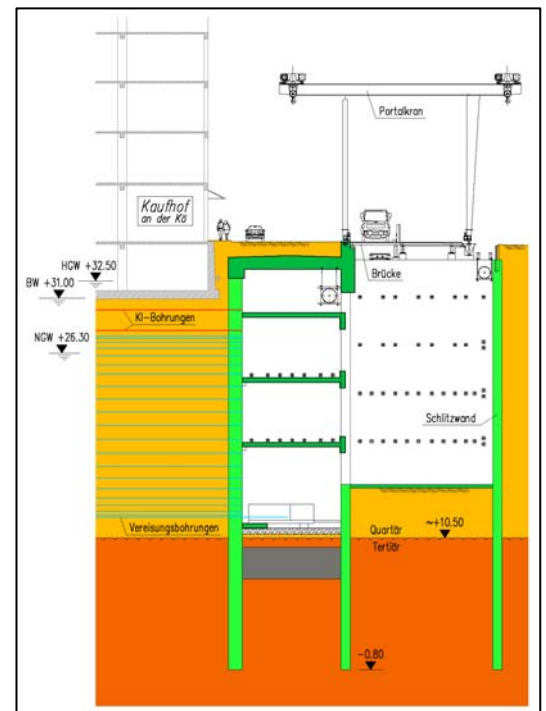 Portalkran
Kaufhof
an der Kö
HGW +32.50
BW +31.00
Brücke
KI-Bohrungen
NGW +26.30
Schlitzwand
Vereisungsbohrungen
Quartär
~+10.50
Tertiär
-0.80